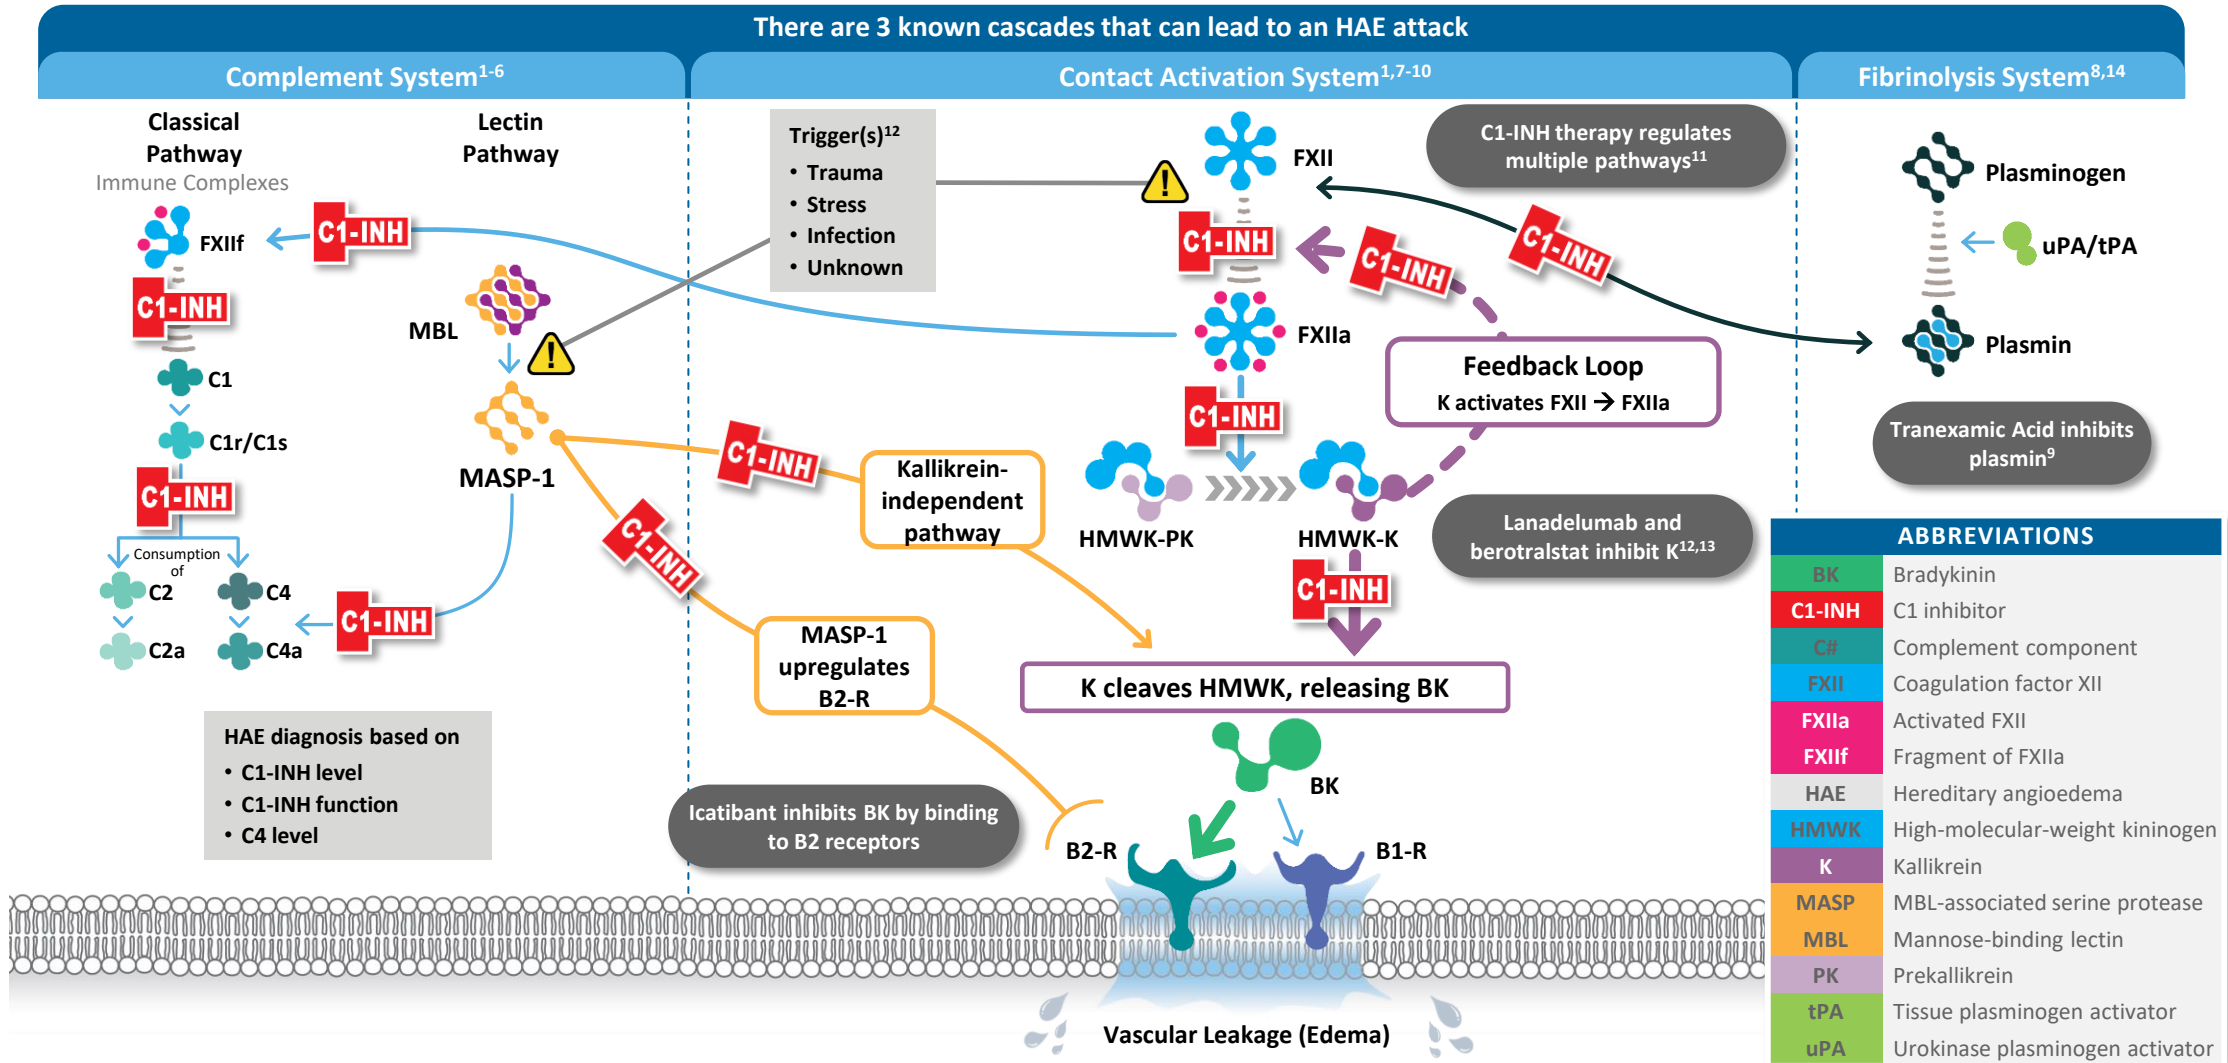 There are 3 known cascades that can lead to an HAE attack
Complement System1-6
Contact Activation System1,7-10
Fibrinolysis System8,14
Classical
Pathway
Immune Complexes
Lectin
Pathway
FXIIf
C1-INH
C1-INH
C1
C1r/C1s
C1-INH
Consumption
of
C2
C4
C2a
C4a
C1-INH
MBL
MASP-1
HAE diagnosis based on
• C1-INH level
• C1-INH function
• C4 level
Trigger(s)12
• Trauma
• Stress
• Infection
• Unknown
!
!
FXII
C1-INH
C1-INH
FXIIa
C1-INH
C1-INH therapy regulates
multiple pathways11
C1-INH
Feedback Loop
K activates FXII → FXIIa
C1-INH
Kallikrein-
independent
pathway
HMWK-PK
HMWK-K
Lanadelumab and
berotralstat inhibit K12,13
C1-INH
C1-INH
MASP-1
upregulates
B2-R
K cleaves HMWK, releasing BK
BK
Icatibant inhibits BK by binding
to B2 receptors
B2-R
B1-R
Vascular Leakage (Edema)
Plasminogen
uPA/tPA
Plasmin
Tranexamic Acid inhibits
plasmin9
ABBREVIATIONS
BK Bradykinin
C1-INH C1 inhibitor
C# Complement component
FXII Coagulation factor XII
FXIIa Activated FXII
FXIIf Fragment of FXIIa
HAE Hereditary angioedema
HMWK High-molecular-weight kininogen
K Kallikrein
MASP MBL-associated serine protease
MBL Mannose-binding lectin
PK Prekallikrein
tPA Tissue plasminogen activator
uPA Urokinase plasminogen activator